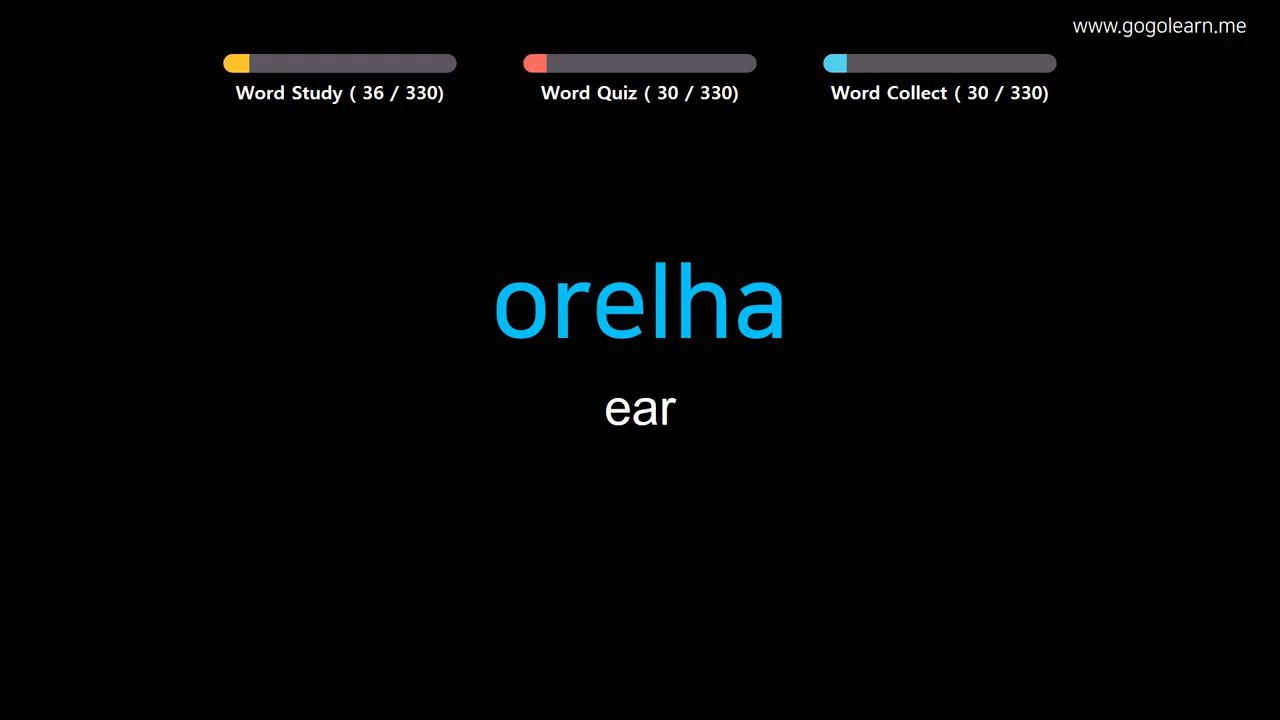 www.gogolearn.me
Word Study ( 36 / 330)
Word Quiz ( 30 / 330)
Word Collect ( 30 / 330)
orelha
ear